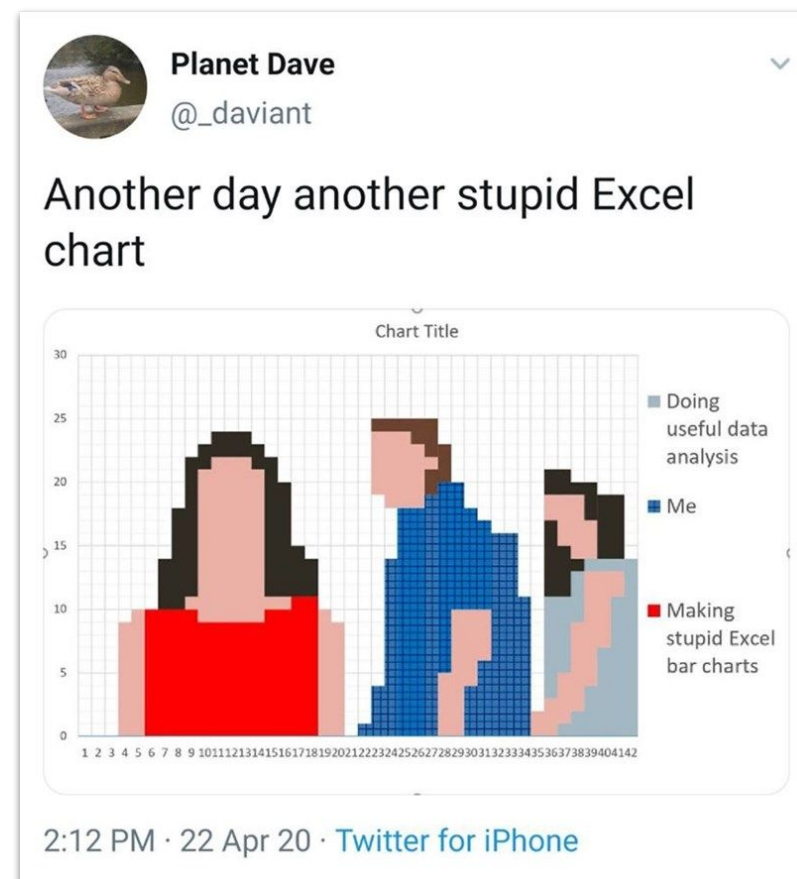 Planet Dave
@_daviant
Another day another stupid Excel
chart
Chart Title
30
25
20
15
10
5
0
Doing
useful data
analysis
Me
Making
stupid Excel
bar charts
1 2 3 4 5 6 7 8 9 101112131415161718192021222324252627282930313233343536373839404142
2:12 PM · 22 Apr 20 · Twitter for iPhone